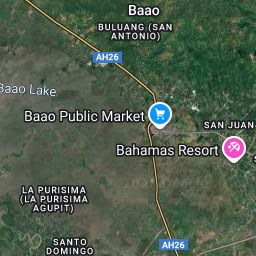 Baao
BULUANG (SAN
ANTONIO)
AH26
Baao Lake
Baao Public Market
SAN JUAN
Bahamas Resort
LA PURISIMA
(LA PURISIMA
AGUPIT)
SANTO
DOMINGO
AH26